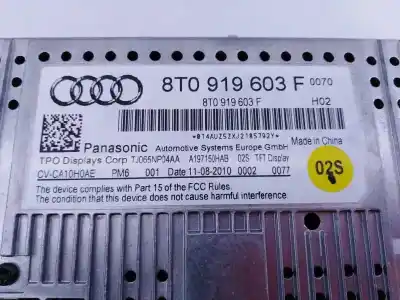 8T0 919 603 F 0070
8T0 919 603 F H02
Panasonic Automotive Systems Europe GmbH Made in China
TPO Displays Corp TJ065NP04AA A197150HAB 02S TFT Display
CV-CA10H0AE PM6 001 Date 11-08-2010 0002 0077
02S
The device complies with Part 15 of the FCC Rules.
The condition that this device does not cause harmful interference.